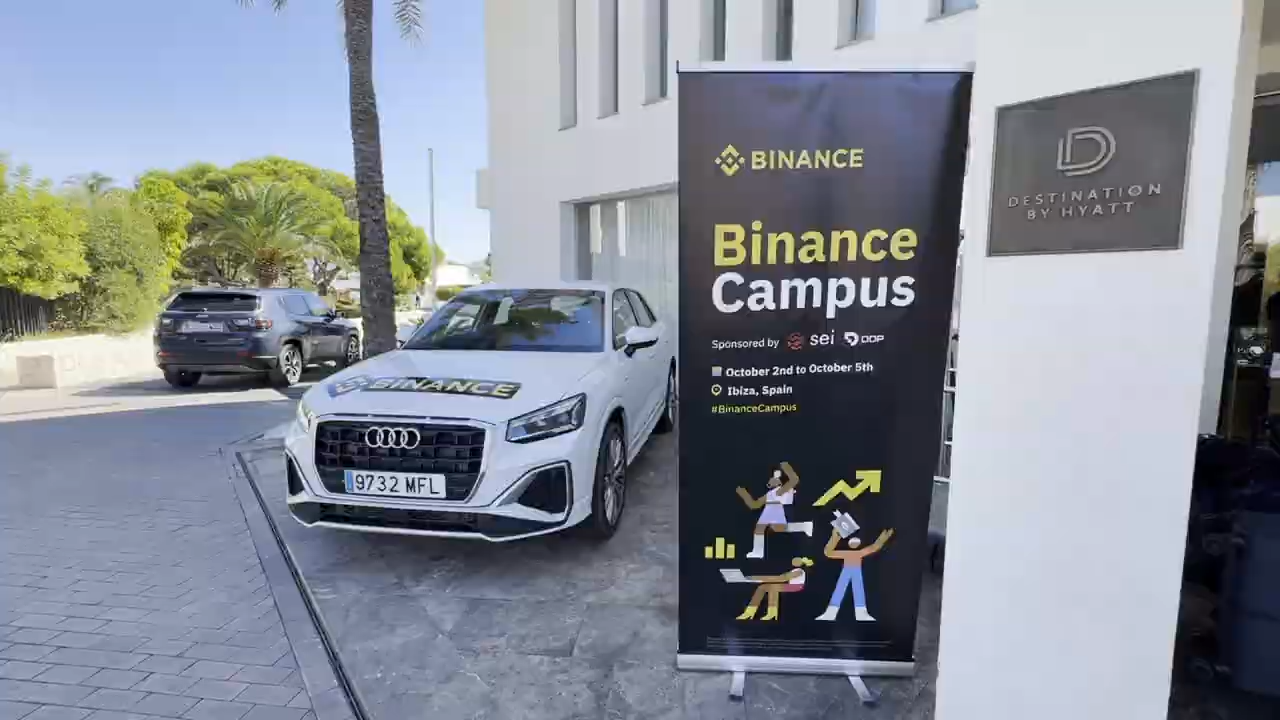 BINANCE
Binance
Campus
Sponsored by sei DOP
October 2nd to October 5th
Ibiza, Spain
#BinanceCampus
DESTINATION
BY HYATT
BINANCE
9732 MFL